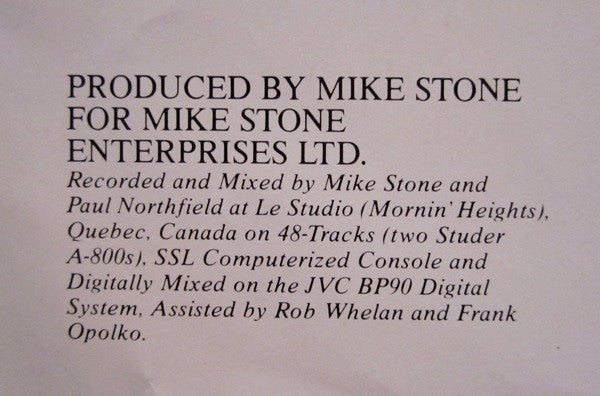 PRODUCED BY MIKE STONE
FOR MIKE STONE
ENTERPRISES LTD.
Recorded and Mixed by Mike Stone and
Paul Northfield at Le Studio (Mornin' Heights),
Quebec, Canada on 48-Tracks (two Studer
A-800s), SSL Computerized Console and
Digitally Mixed on the JVC BP90 Digital
System, Assisted by Rob Whelan and Frank
Opolko.